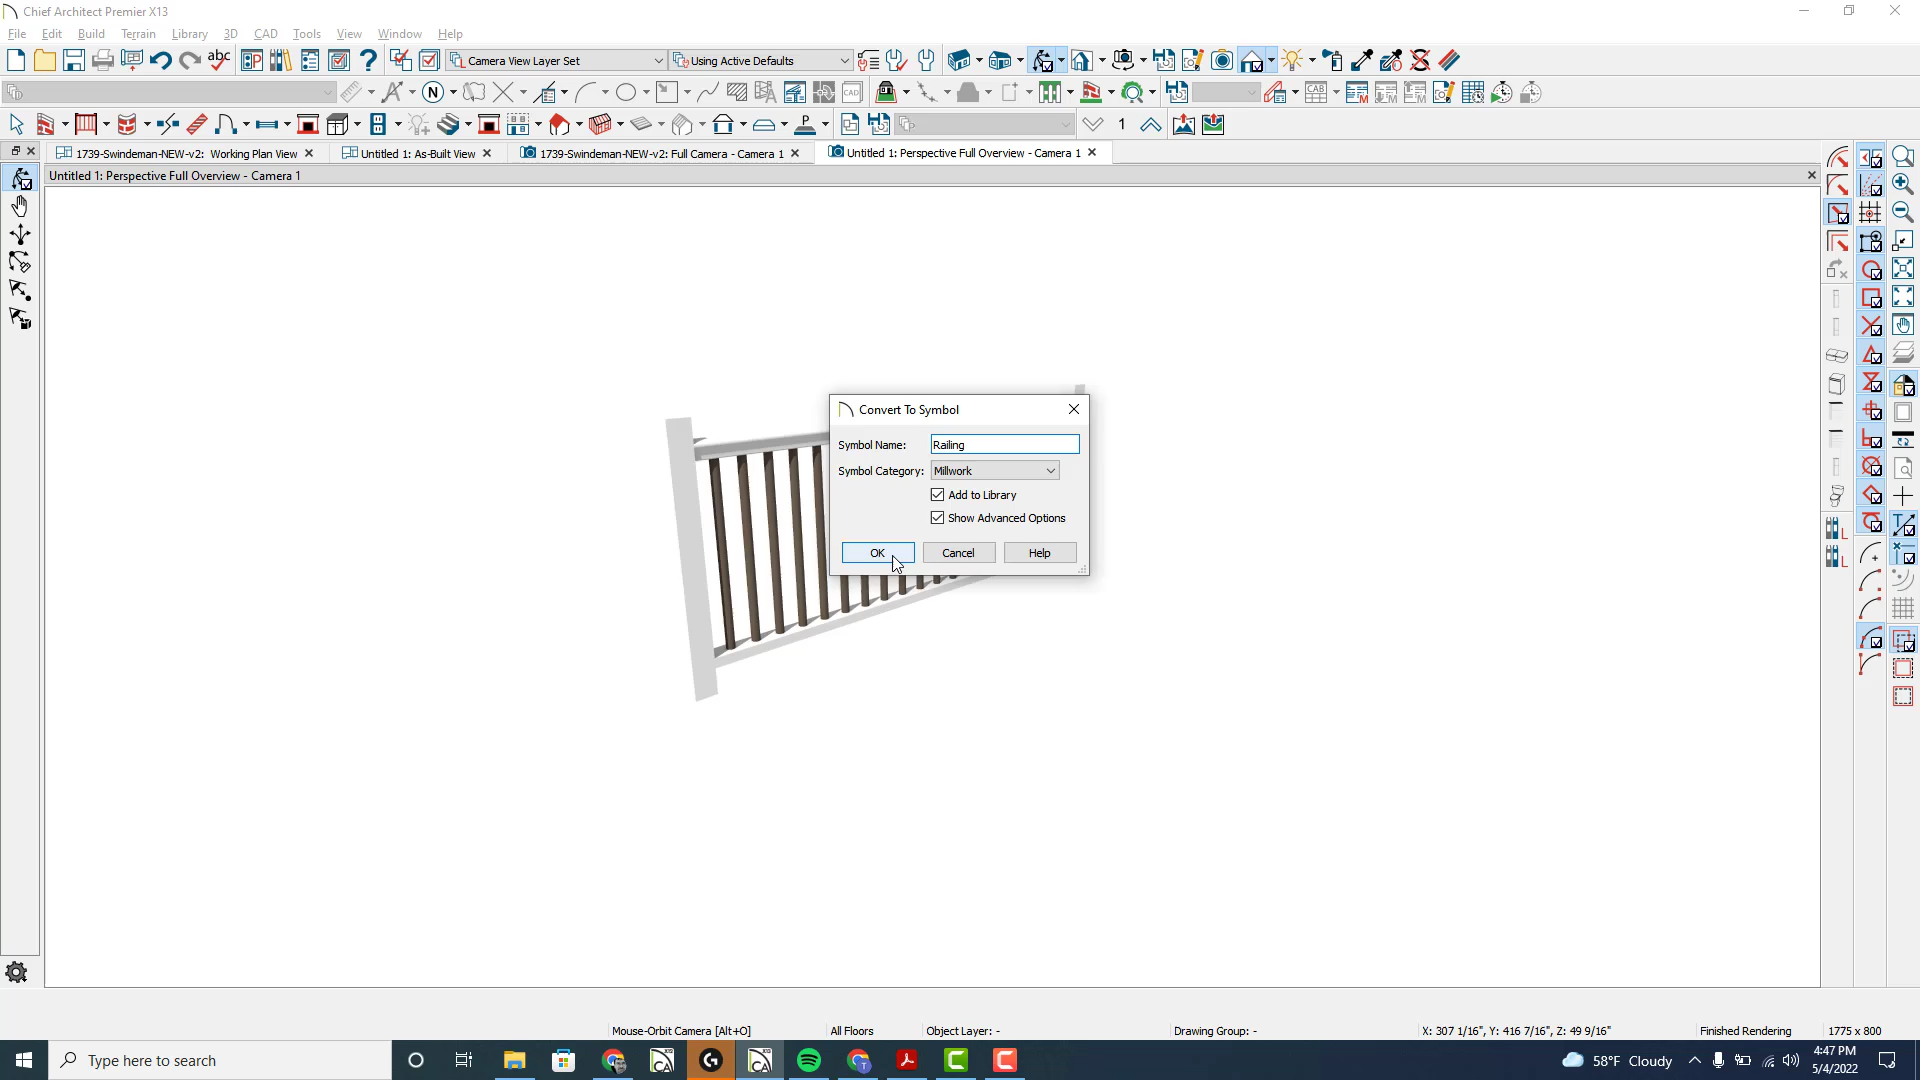 Chief Architect Premier X13
File Edit Build Terrain Library 3D CAD Tools View Window Help
abc Camera View Layer Set Using Active Defaults
N A CAD CAB
P 1
1739-Swindeman-NEW-v2: Working Plan View Untitled 1: As-Built View 1739-Swindeman-NEW-v2: Full Camera - Camera 1 Untitled 1: Perspective Full Overview - Camera 1
Untitled 1: Perspective Full Overview - Camera 1
Convert To Symbol
Symbol Name: Railing
Symbol Category: Millwork
Add to Library
Show Advanced Options
OK Cancel Help
Mouse-Orbit Camera [Alt+O] All Floors Object Layer: - Drawing Group: - X: 307 1/16", Y: 416 7/16", Z: 49 9/16" Finished Rendering 1775 x 800
Type here to search 58°F Cloudy 4:47 PM
5/4/2022